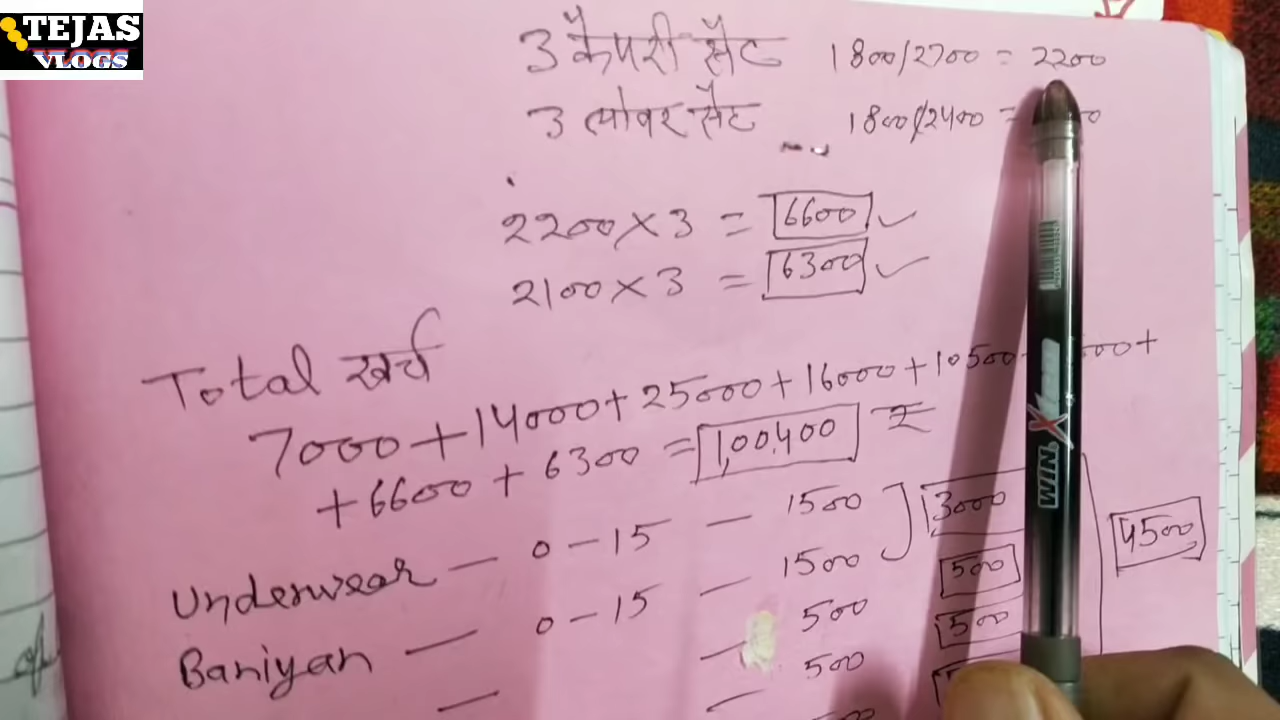 TEJAS
VLOGS
3 कैपरी सैट 1800/2700 = 2200
3 लोवर सैट 1800/2400 =
2200 × 3 = 6600 ✓
2100 × 3 = 6300 ✓
Total खर्च
7000 + 14000 + 25000 + 16000 + 10500 +
+ 6600 + 6300 = 1,00,400 ₹
Underwear — 0 - 15 — 1500 3000
Baniyan — 0 - 15 — 1500 500 4500
— — 500 500
— 500
WIN X